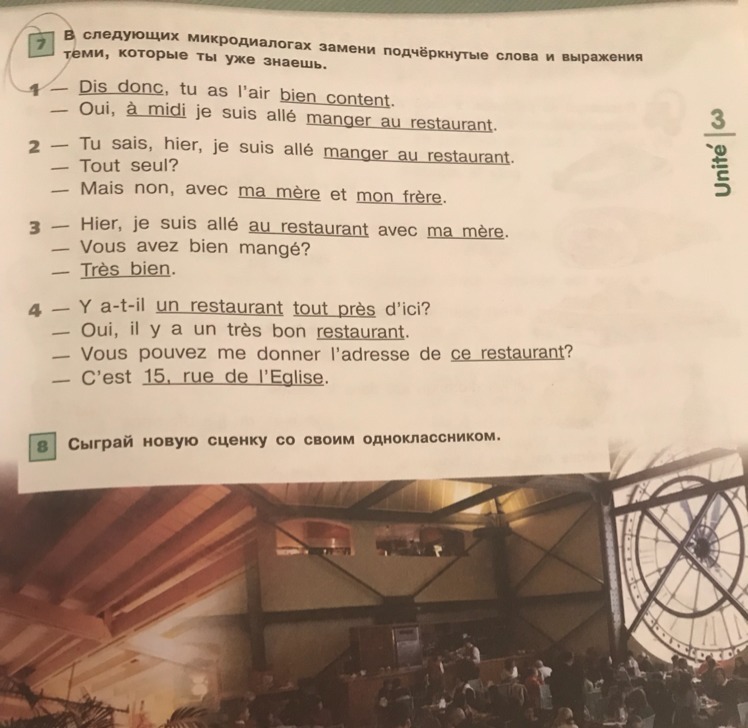 7 В следующих микродиалогах замени подчёркнутые слова и выражения
теми, которые ты уже знаешь.
1 — Dis donc, tu as l'air bien content.
— Oui, à midi je suis allé manger au restaurant.
2 — Tu sais, hier, je suis allé manger au restaurant.
— Tout seul?
— Mais non, avec ma mère et mon frère.
3 — Hier, je suis allé au restaurant avec ma mère.
— Vous avez bien mangé?
— Très bien.
4 — Y a-t-il un restaurant tout près d'ici?
— Oui, il y a un très bon restaurant.
— Vous pouvez me donner l'adresse de ce restaurant?
— C'est 15, rue de l'Eglise.
8 Сыграй новую сценку со своим одноклассником.
Unité 3